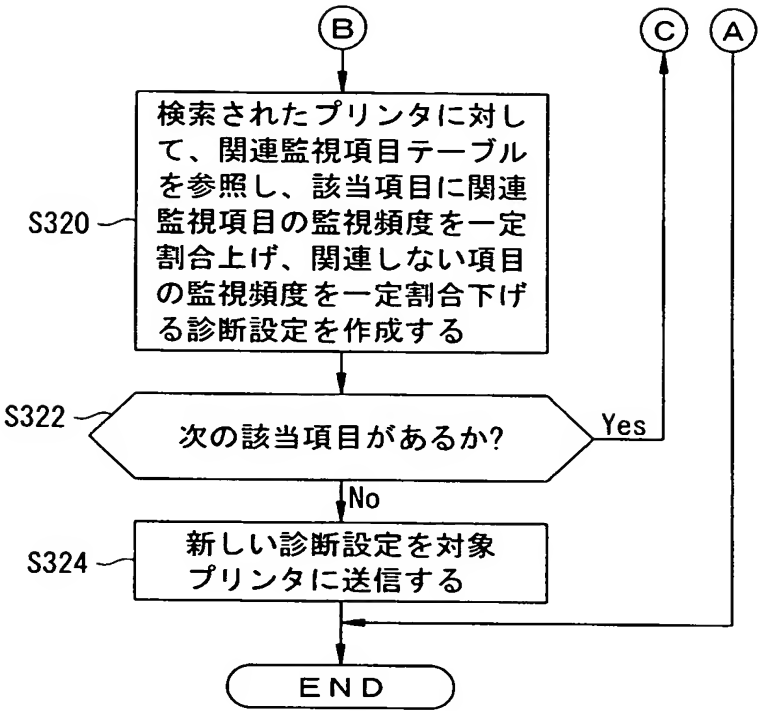 B
C
A
検索されたプリンタに対し
て、関連監視項目テーブル
を参照し、該当項目に関連
監視項目の監視頻度を一定
割合上げ、関連しない項目
の監視頻度を一定割合下げ
る診断設定を作成する
S320
S322
次の該当項目があるか?
Yes
No
S324
新しい診断設定を対象
プリンタに送信する
END